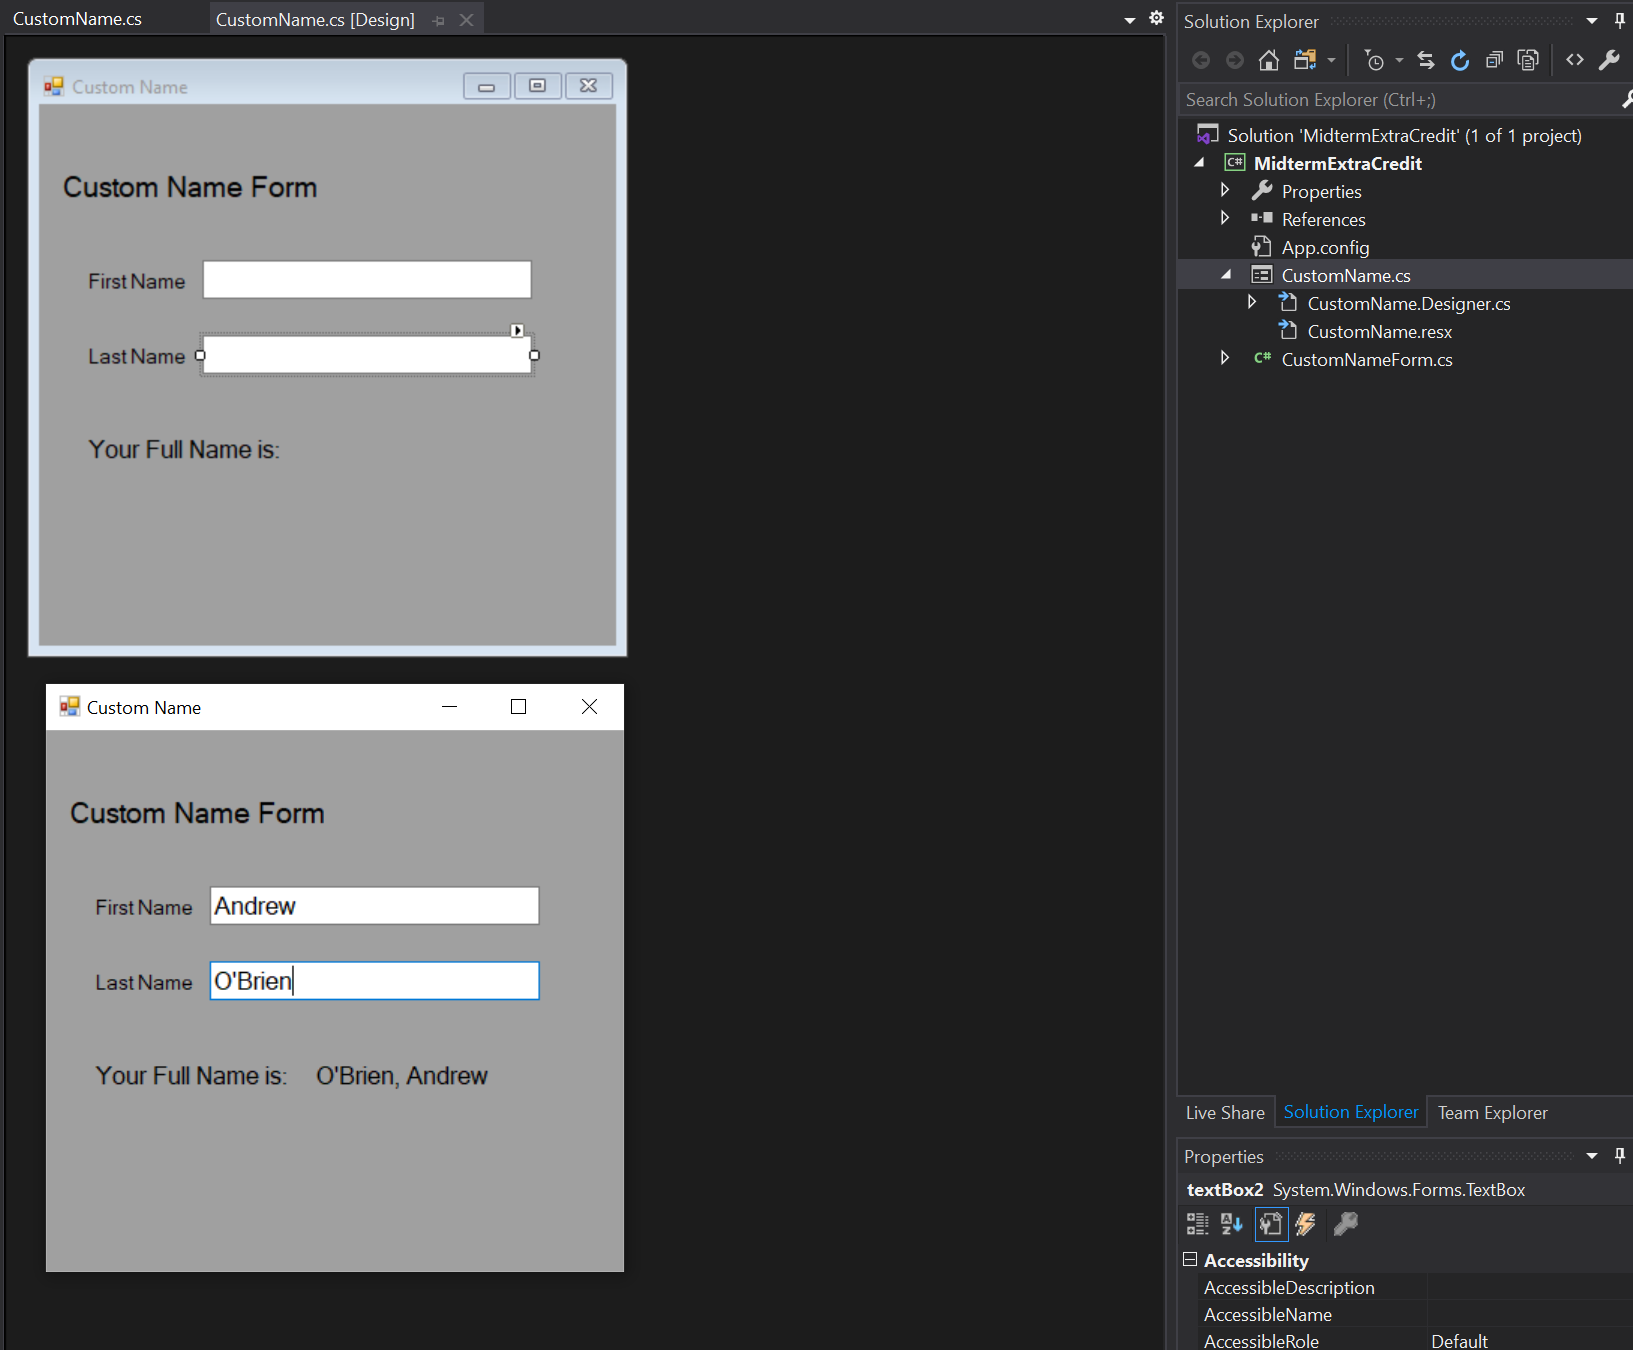 CustomName.cs
CustomName.cs [Design]
Custom Name
Custom Name Form
First Name
Last Name
Your Full Name is:
Custom Name
Custom Name Form
First Name Andrew
Last Name O'Brien
Your Full Name is: O'Brien, Andrew
Solution Explorer
Search Solution Explorer (Ctrl+;)
Solution 'MidtermExtraCredit' (1 of 1 project)
C# MidtermExtraCredit
Properties
References
App.config
CustomName.cs
CustomName.Designer.cs
CustomName.resx
C# CustomNameForm.cs
Live Share Solution Explorer Team Explorer
Properties
textBox2 System.Windows.Forms.TextBox
Accessibility
AccessibleDescription
AccessibleName
AccessibleRole Default